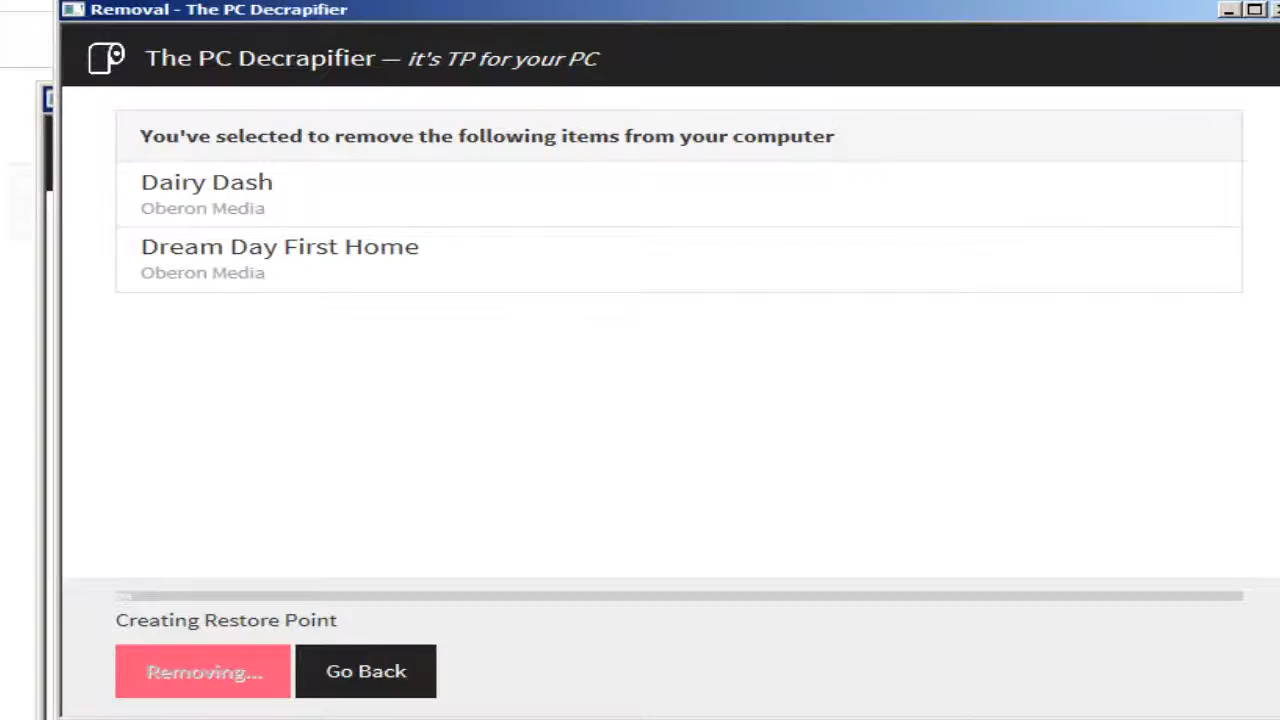 Removal - The PC Decrapifier
The PC Decrapifier — it's TP for your PC
You've selected to remove the following items from your computer
Dairy Dash
Oberon Media
Dream Day First Home
Oberon Media
Creating Restore Point
Removing...
Go Back